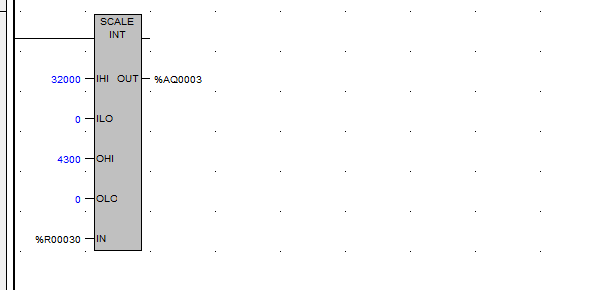 SCALE
INT
32000 IHI OUT %AQ0003
0 ILO
4300 OHI
0 OLO
%R00030 IN